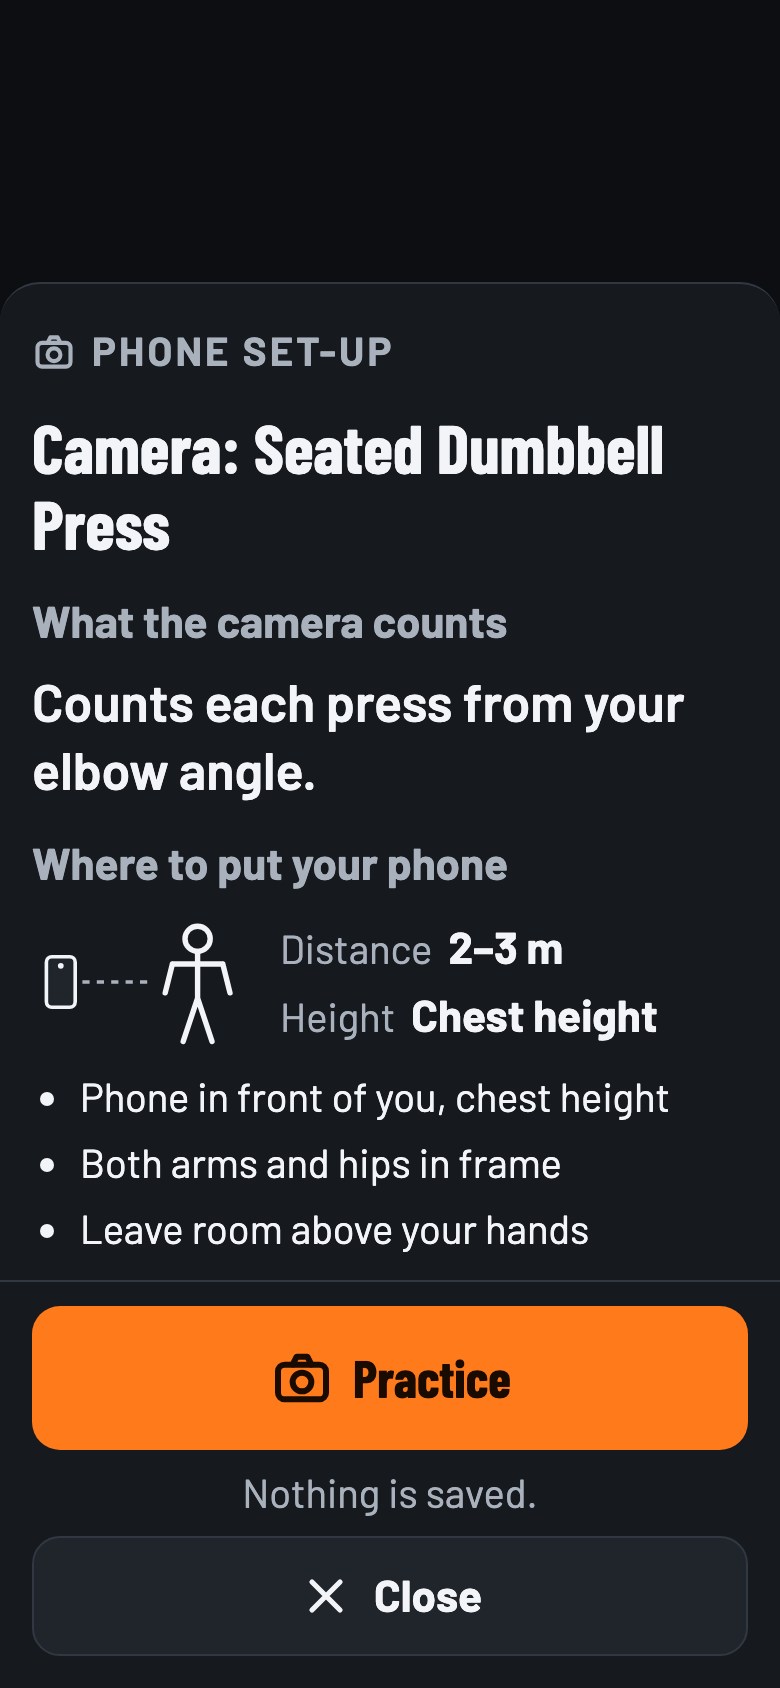 PHONE SET-UP
Camera: Seated Dumbbell
Press
What the camera counts
Counts each press from your
elbow angle.
Where to put your phone
Distance 2–3 m
Height Chest height
• Phone in front of you, chest height
• Both arms and hips in frame
• Leave room above your hands
Practice
Nothing is saved.
Close